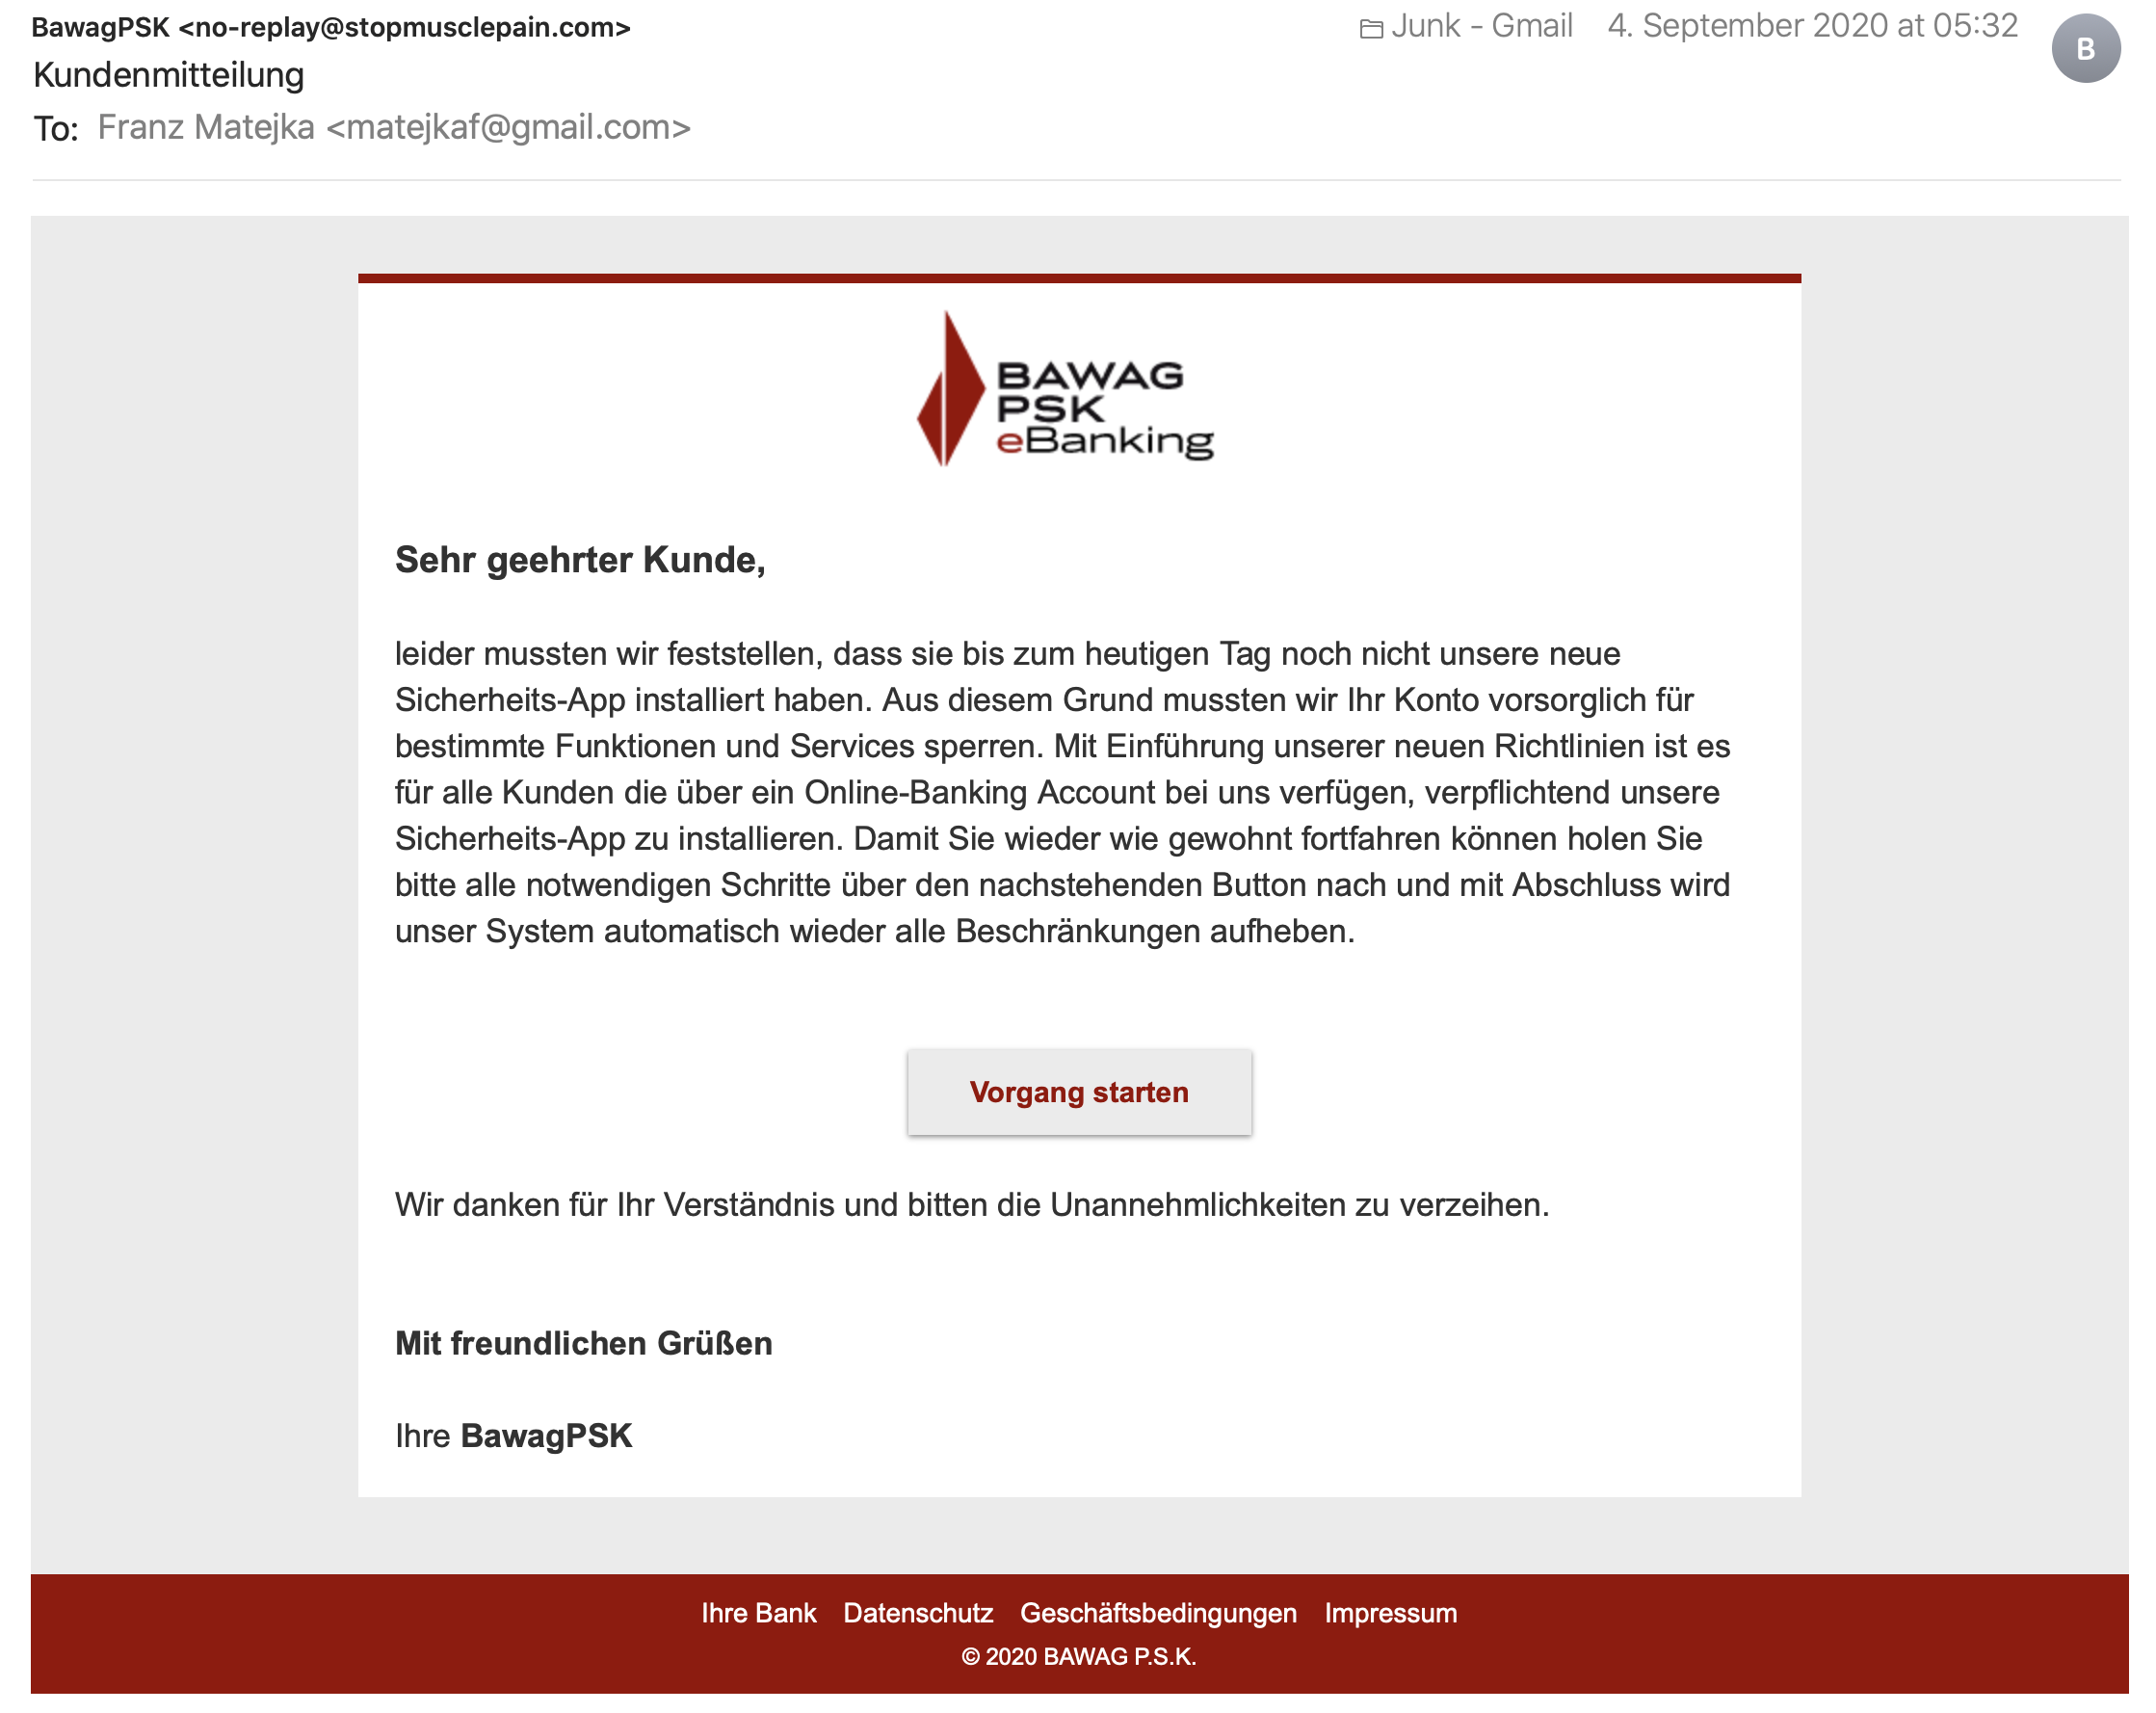 BawagPSK <no-replay@stopmusclepain.com>
Junk - Gmail 4. September 2020 at 05:32
B
Kundenmitteilung
To: Franz Matejka <matejkaf@gmail.com>
BAWAG
PSK
eBanking
Sehr geehrter Kunde,
leider mussten wir feststellen, dass sie bis zum heutigen Tag noch nicht unsere neue
Sicherheits-App installiert haben. Aus diesem Grund mussten wir Ihr Konto vorsorglich für
bestimmte Funktionen und Services sperren. Mit Einführung unserer neuen Richtlinien ist es
für alle Kunden die über ein Online-Banking Account bei uns verfügen, verpflichtend unsere
Sicherheits-App zu installieren. Damit Sie wieder wie gewohnt fortfahren können holen Sie
bitte alle notwendigen Schritte über den nachstehenden Button nach und mit Abschluss wird
unser System automatisch wieder alle Beschränkungen aufheben.
Vorgang starten
Wir danken für Ihr Verständnis und bitten die Unannehmlichkeiten zu verzeihen.
Mit freundlichen Grüßen
Ihre BawagPSK
Ihre Bank Datenschutz Geschäftsbedingungen Impressum
© 2020 BAWAG P.S.K.